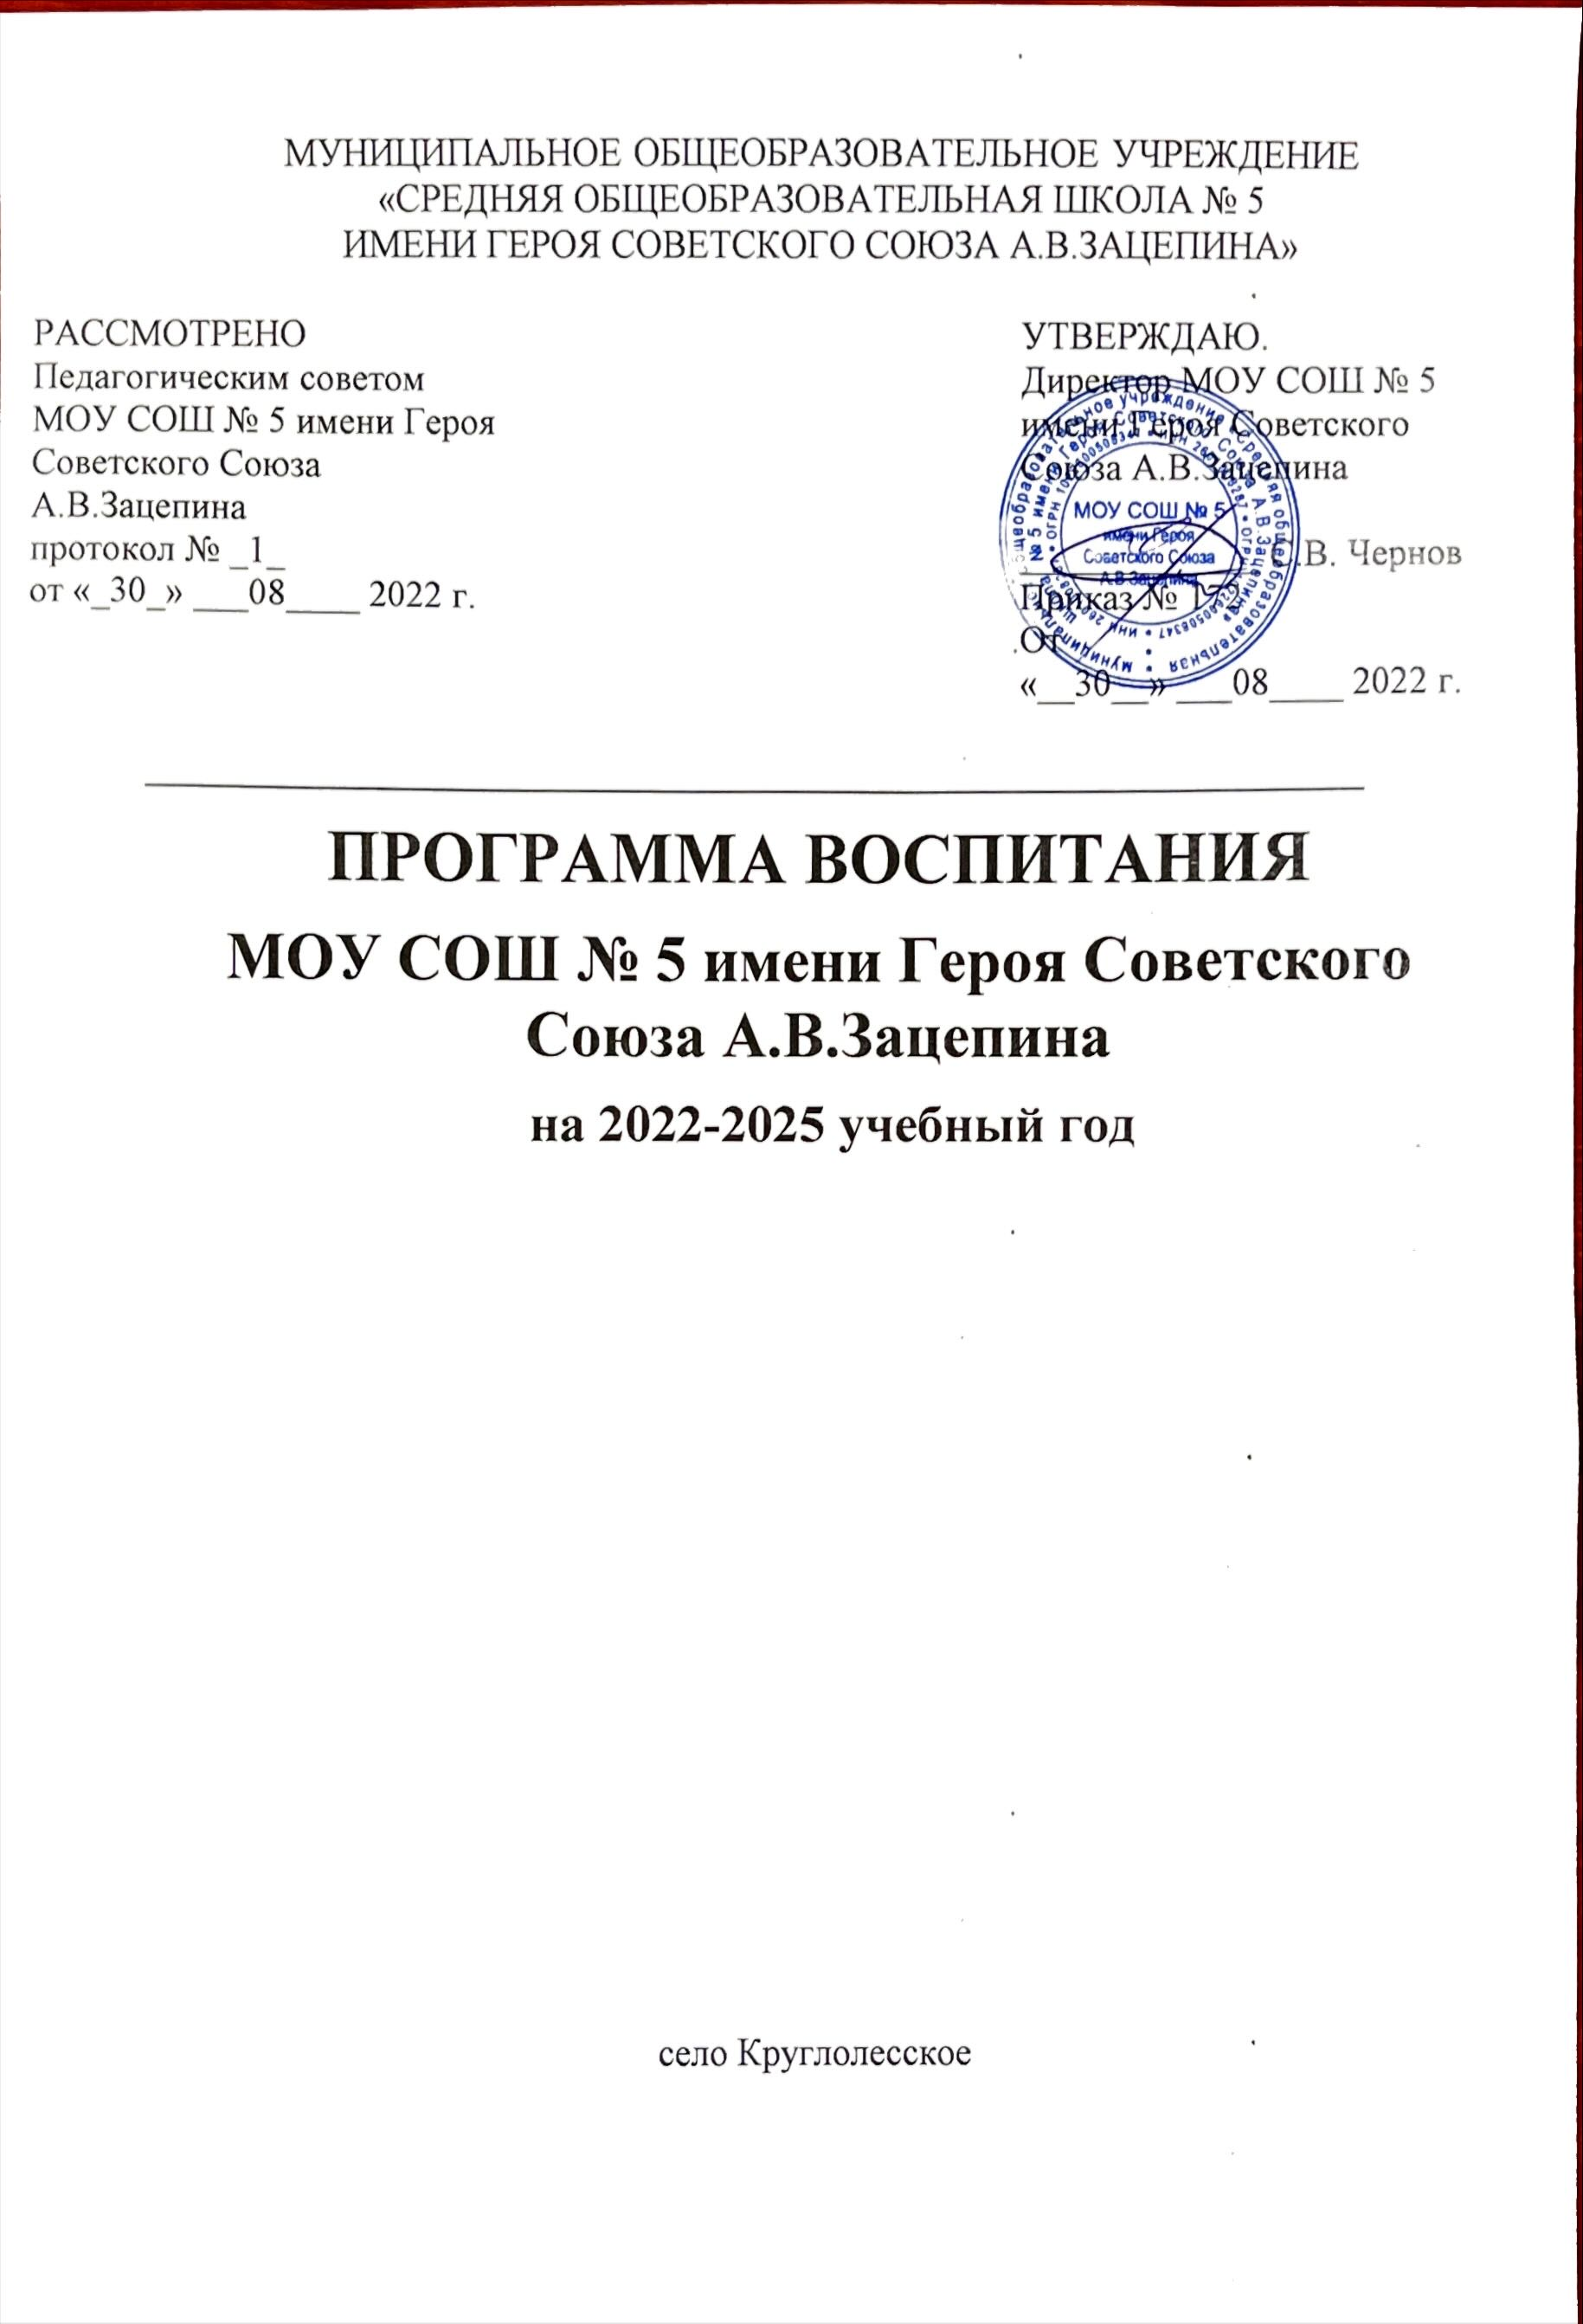 МУНИЦИПАЛЬНОЕ ОБЩЕОБРАЗОВАТЕЛЬНОЕ УЧРЕЖДЕНИЕ
«СРЕДНЯЯ ОБЩЕОБРАЗОВАТЕЛЬНАЯ ШКОЛА № 5
ИМЕНИ ГЕРОЯ СОВЕТСКОГО СОЮЗА А.В.ЗАЦЕПИНА»
РАССМОТРЕНО
Педагогическим советом
МОУ СОШ № 5 имени Героя
Советского Союза
А.В.Зацепина
протокол № _1_
от «_30_» ___08____ 2022 г.
УТВЕРЖДАЮ.
Директор МОУ СОШ № 5
имени Героя Советского
Союза А.В.Зацепина
С.В. Чернов
Приказ №
От
«__30__» ___08____ 2022 г.
МОУ СОШ № 5
имени Героя
Советского Союза
А.В.Зацепина
ПРОГРАММА ВОСПИТАНИЯ
МОУ СОШ № 5 имени Героя Советского
Союза А.В.Зацепина
на 2022-2025 учебный год
село Круглолесское